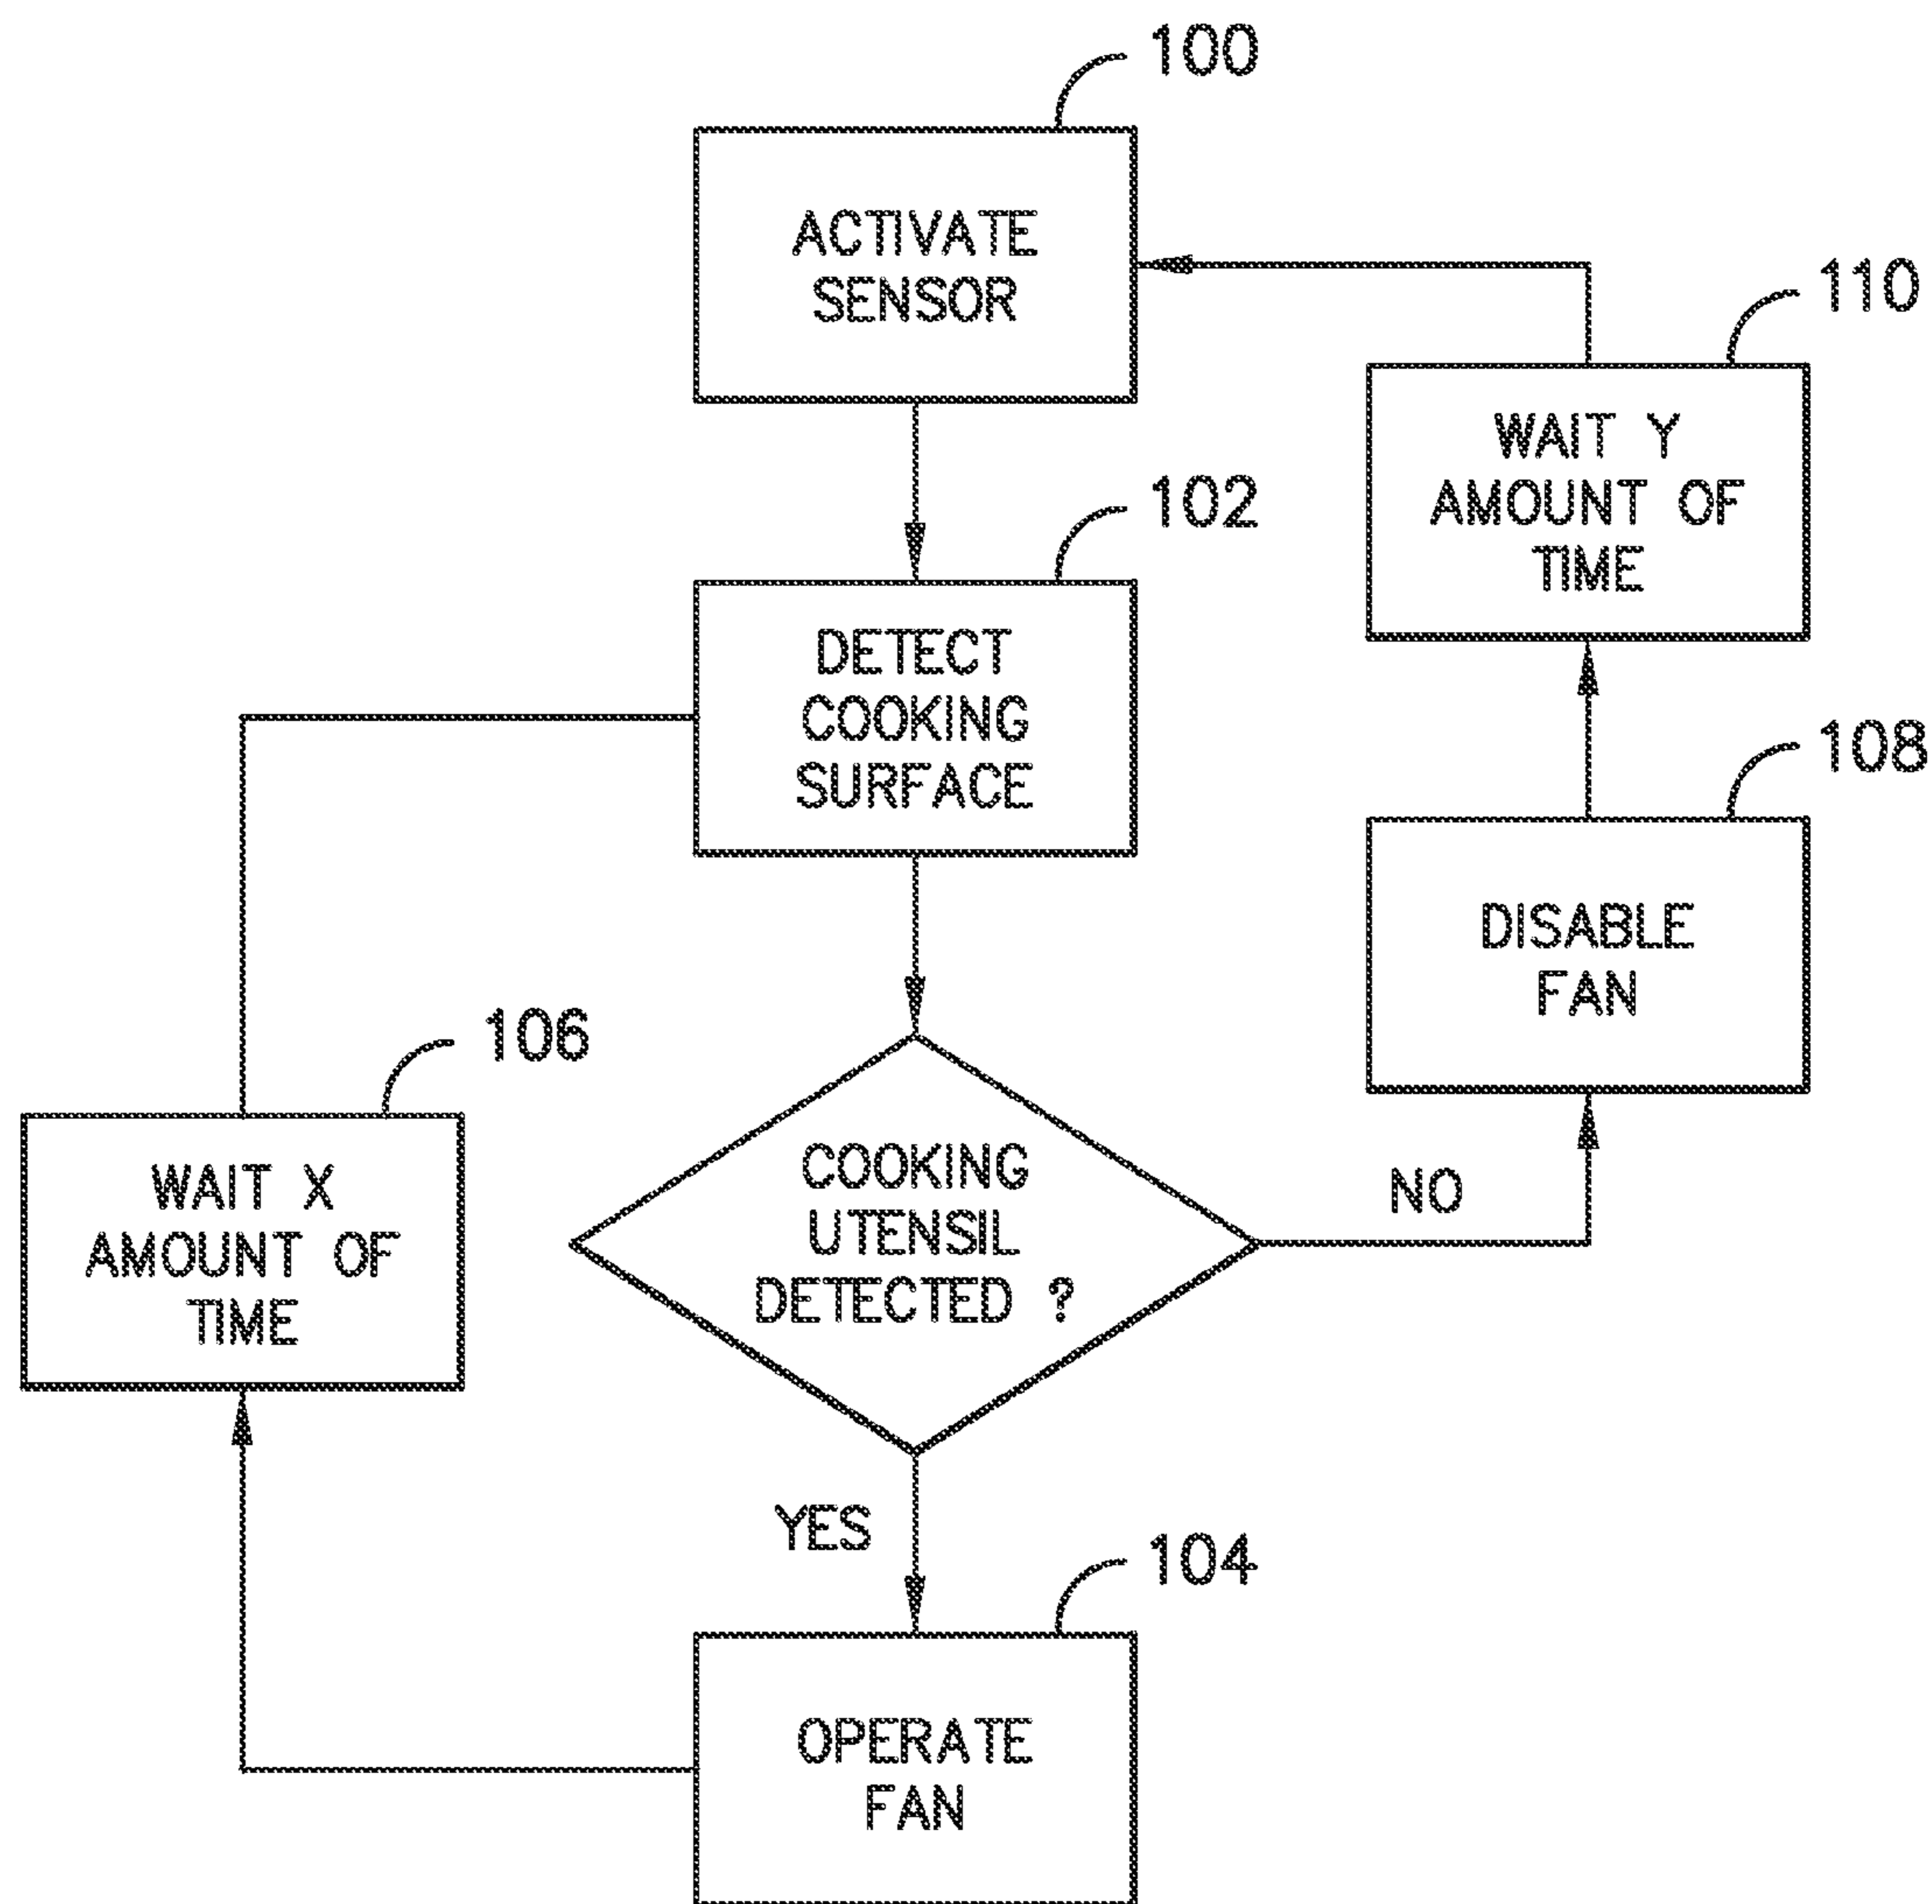 100
ACTIVATE
SENSOR
110
WAIT Y
AMOUNT OF
TIME
102
DETECT
COOKING
SURFACE
108
DISABLE
FAN
106
WAIT X
AMOUNT OF
TIME
COOKING
UTENSIL
DETECTED ?
NO
YES
104
OPERATE
FAN